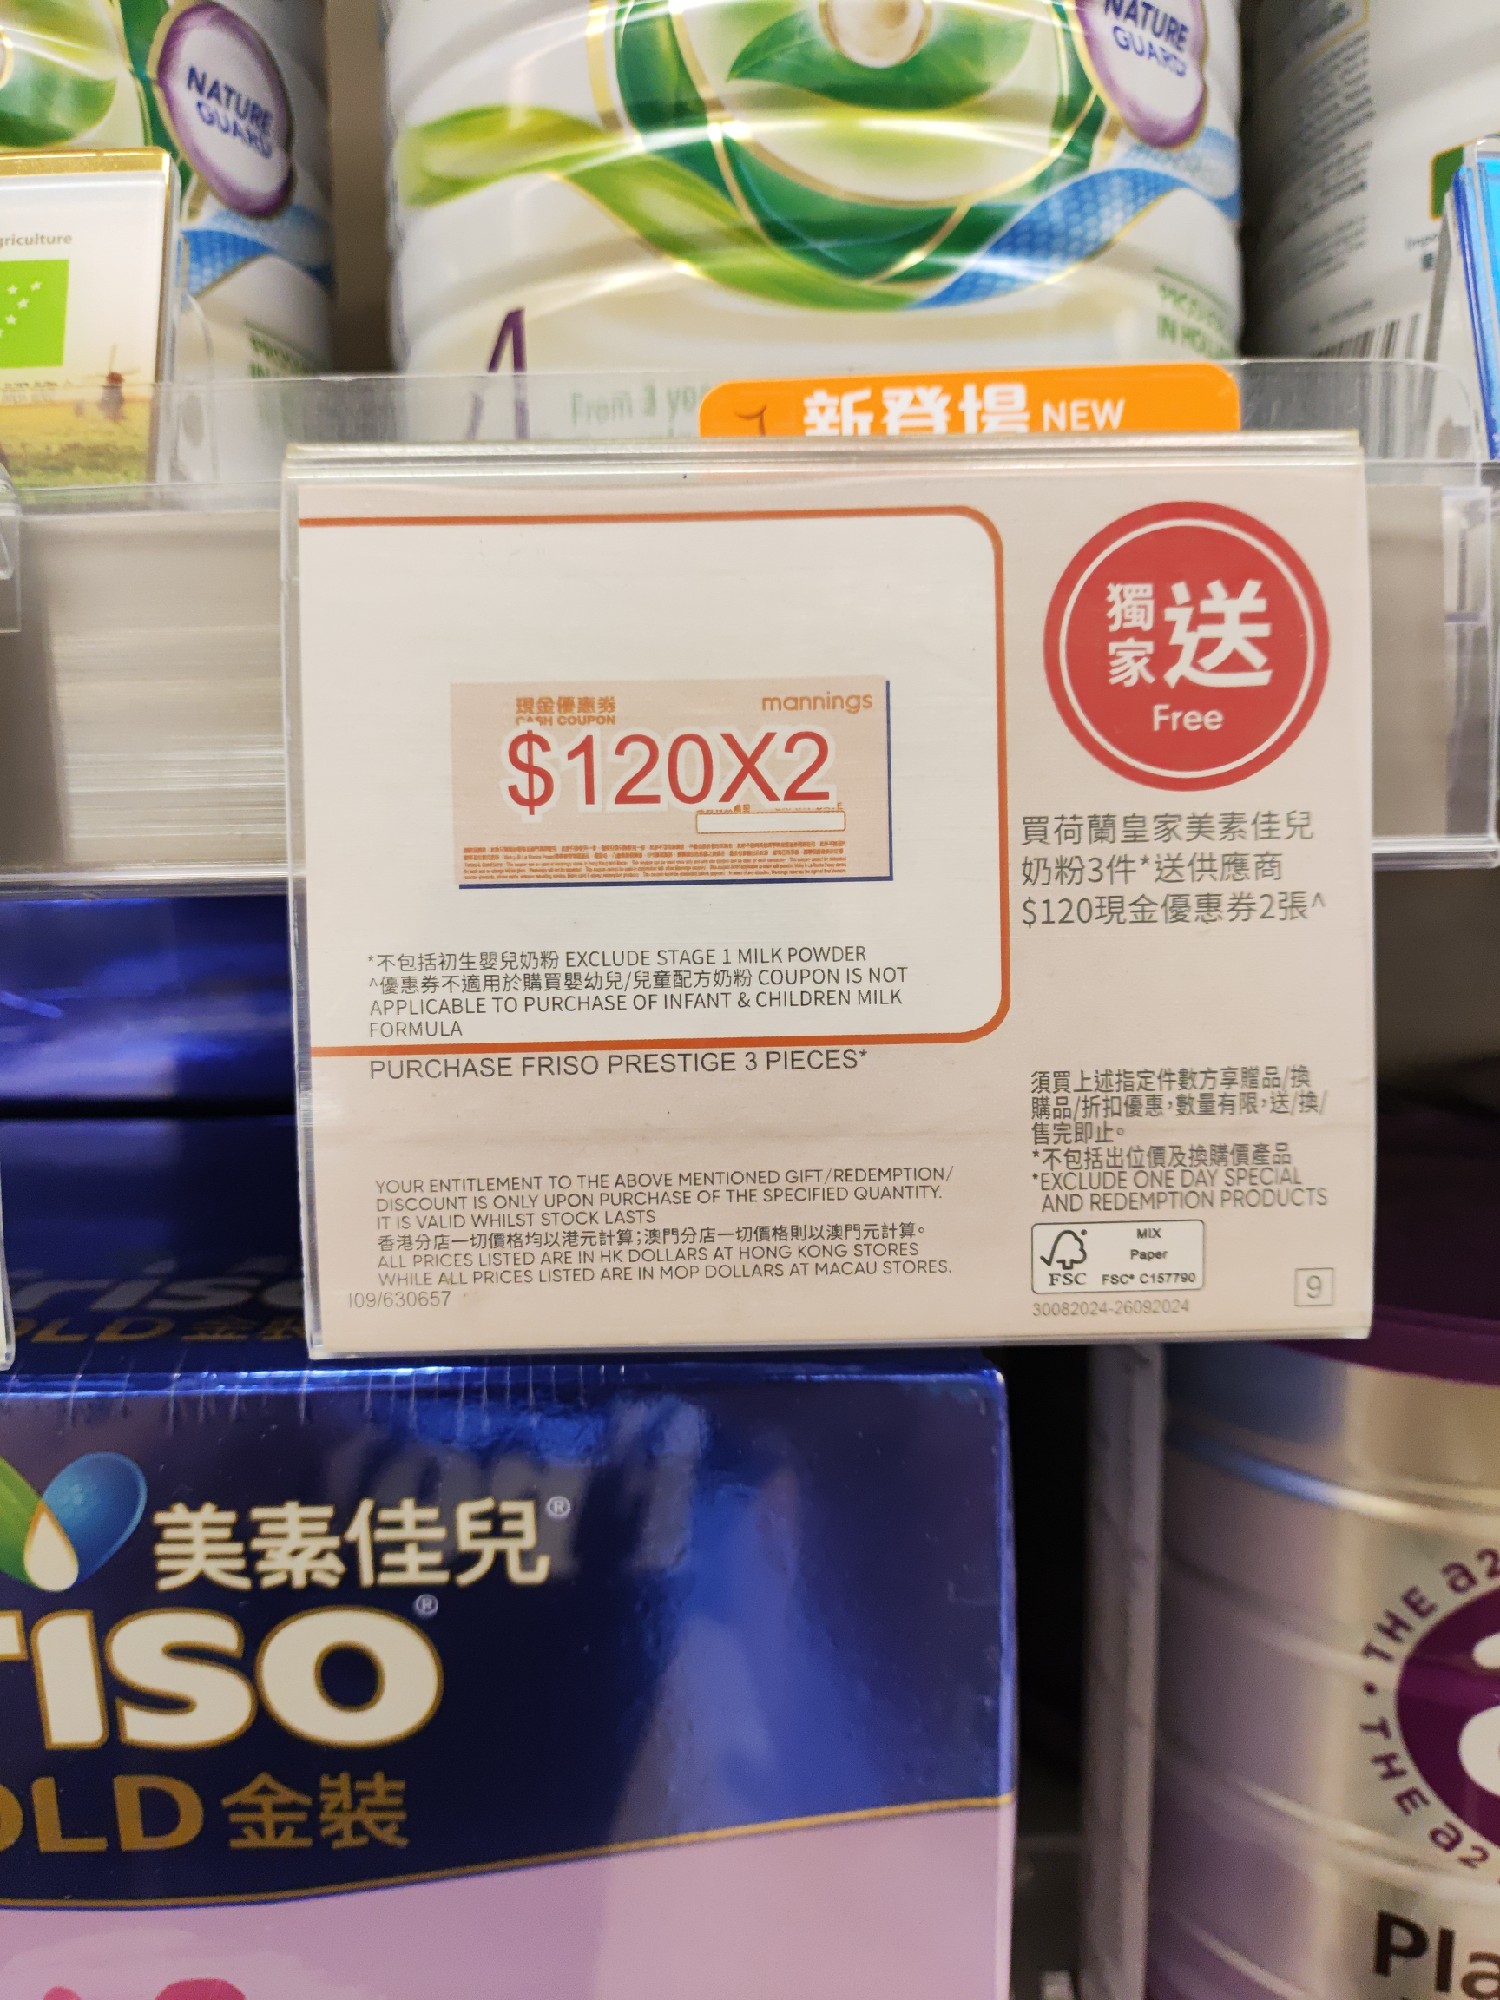 NATURE
GUARD
NATURE
GUARD
griculture
4
From 3 ye
新登場 NEW
獨家送
Free
現金優惠券
CASH COUPON
mannings
$120X2
買荷蘭皇家美素佳兒
奶粉3件*送供應商
$120現金優惠券2張^
*不包括初生嬰兒奶粉 EXCLUDE STAGE 1 MILK POWDER
^優惠券不適用於購買嬰幼兒/兒童配方奶粉 COUPON IS NOT
APPLICABLE TO PURCHASE OF INFANT & CHILDREN MILK
FORMULA
PURCHASE FRISO PRESTIGE 3 PIECES*
須買上述指定件數方享贈品/換
購品/折扣優惠，數量有限，送/換/
售完即止。
*不包括出位價及換購價產品
*EXCLUDE ONE DAY SPECIAL
AND REDEMPTION PRODUCTS
YOUR ENTITLEMENT TO THE ABOVE MENTIONED GIFT/REDEMPTION/
DISCOUNT IS ONLY UPON PURCHASE OF THE SPECIFIED QUANTITY.
IT IS VALID WHILST STOCK LASTS
香港分店一切價格均以港元計算；澳門分店一切價格則以澳門元計算。
ALL PRICES LISTED ARE IN HK DOLLARS AT HONG KONG STORES
WHILE ALL PRICES LISTED ARE IN MOP DOLLARS AT MACAU STORES.
I09/630657
FSC
MIX
Paper
FSC® C157790
9
30082024-26092024
美素佳兒®
RISO®
OLD 金裝
THE a2
THE a2
Pla